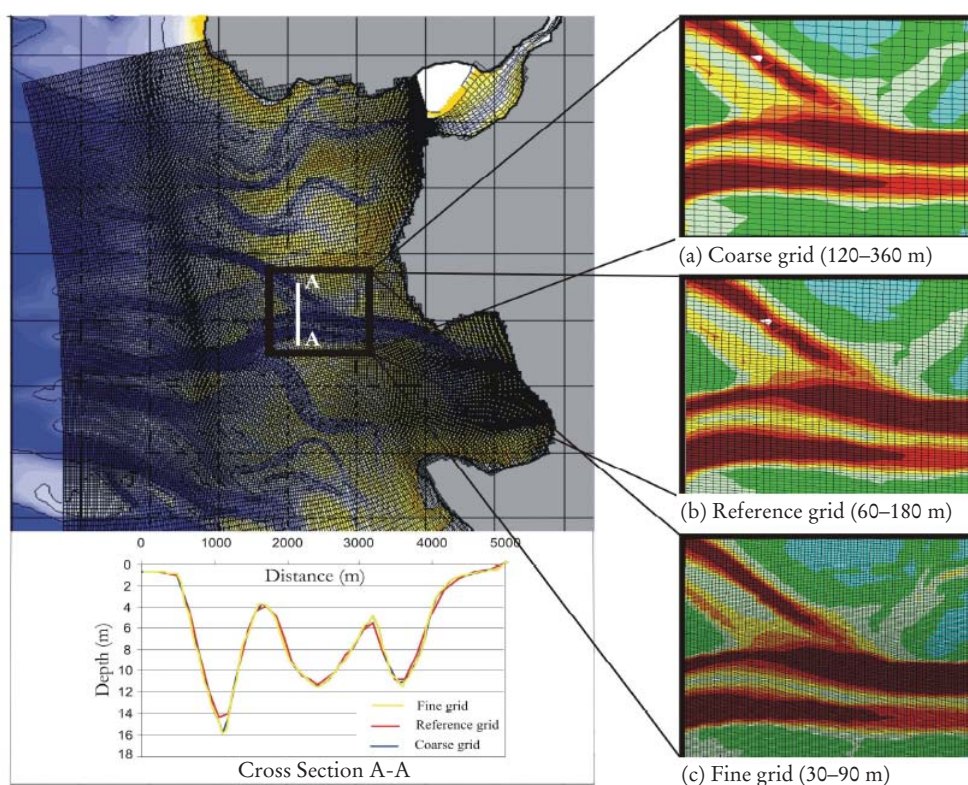 A
A
(a) Coarse grid (120–360 m)
(b) Reference grid (60–180 m)
(c) Fine grid (30–90 m)
0 1000 2000 3000 4000 5000
Distance (m)
0
2
4
6
8
10
12
14
16
18
Depth (m)
Fine grid
Reference grid
Coarse grid
Cross Section A-A